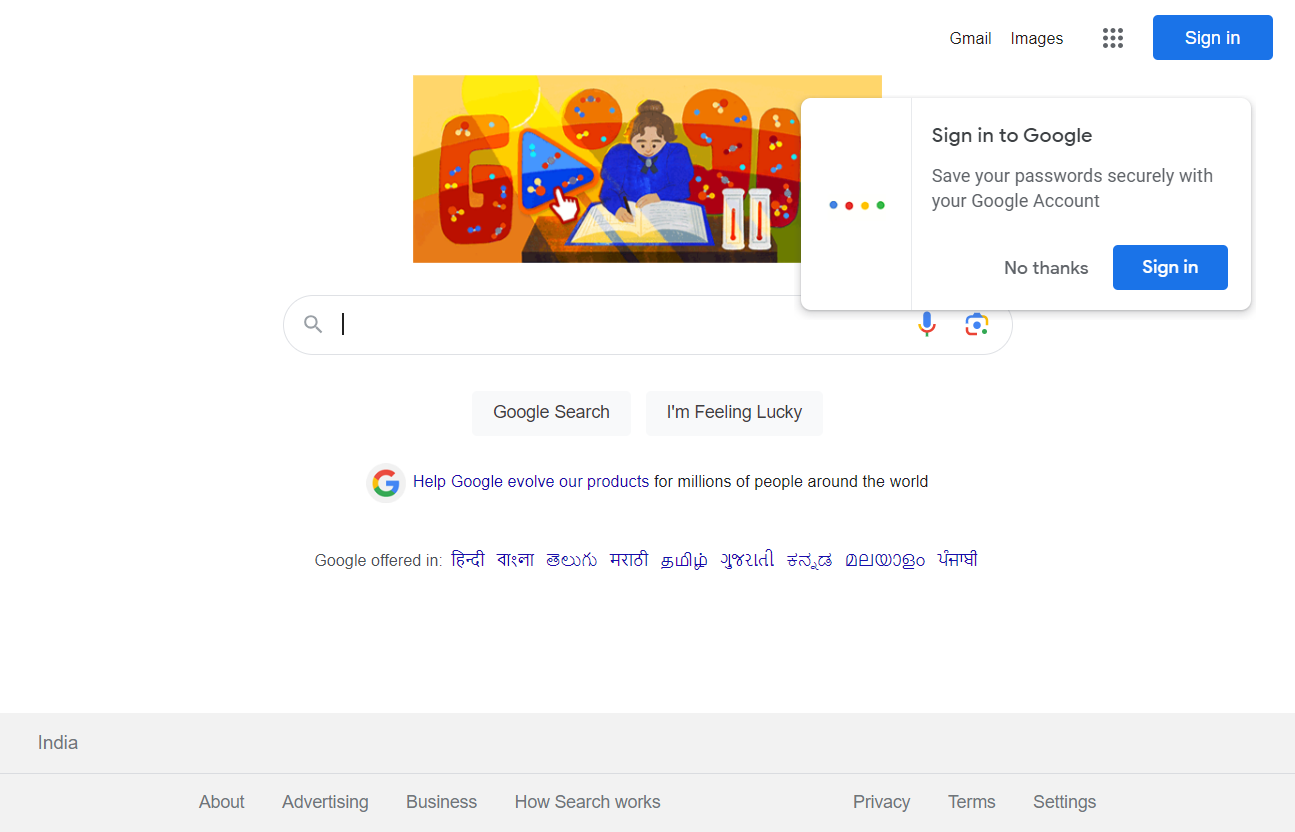 Gmail Images Sign in
Sign in to Google
Save your passwords securely with
your Google Account
No thanks Sign in
Google Search I'm Feeling Lucky
Help Google evolve our products for millions of people around the world
Google offered in: हिन्दी বাংলা తెలుగు मराठी தமிழ் ગુજરાતી ಕನ್ನಡ മലയാളം ਪੰਜਾਬੀ
India
About Advertising Business How Search works Privacy Terms Settings